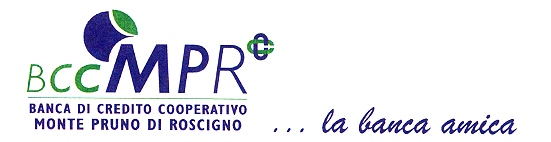 BCCMPR
BANCA DI CREDITO COOPERATIVO
MONTE PRUNO DI ROSCIGNO
... la banca amica